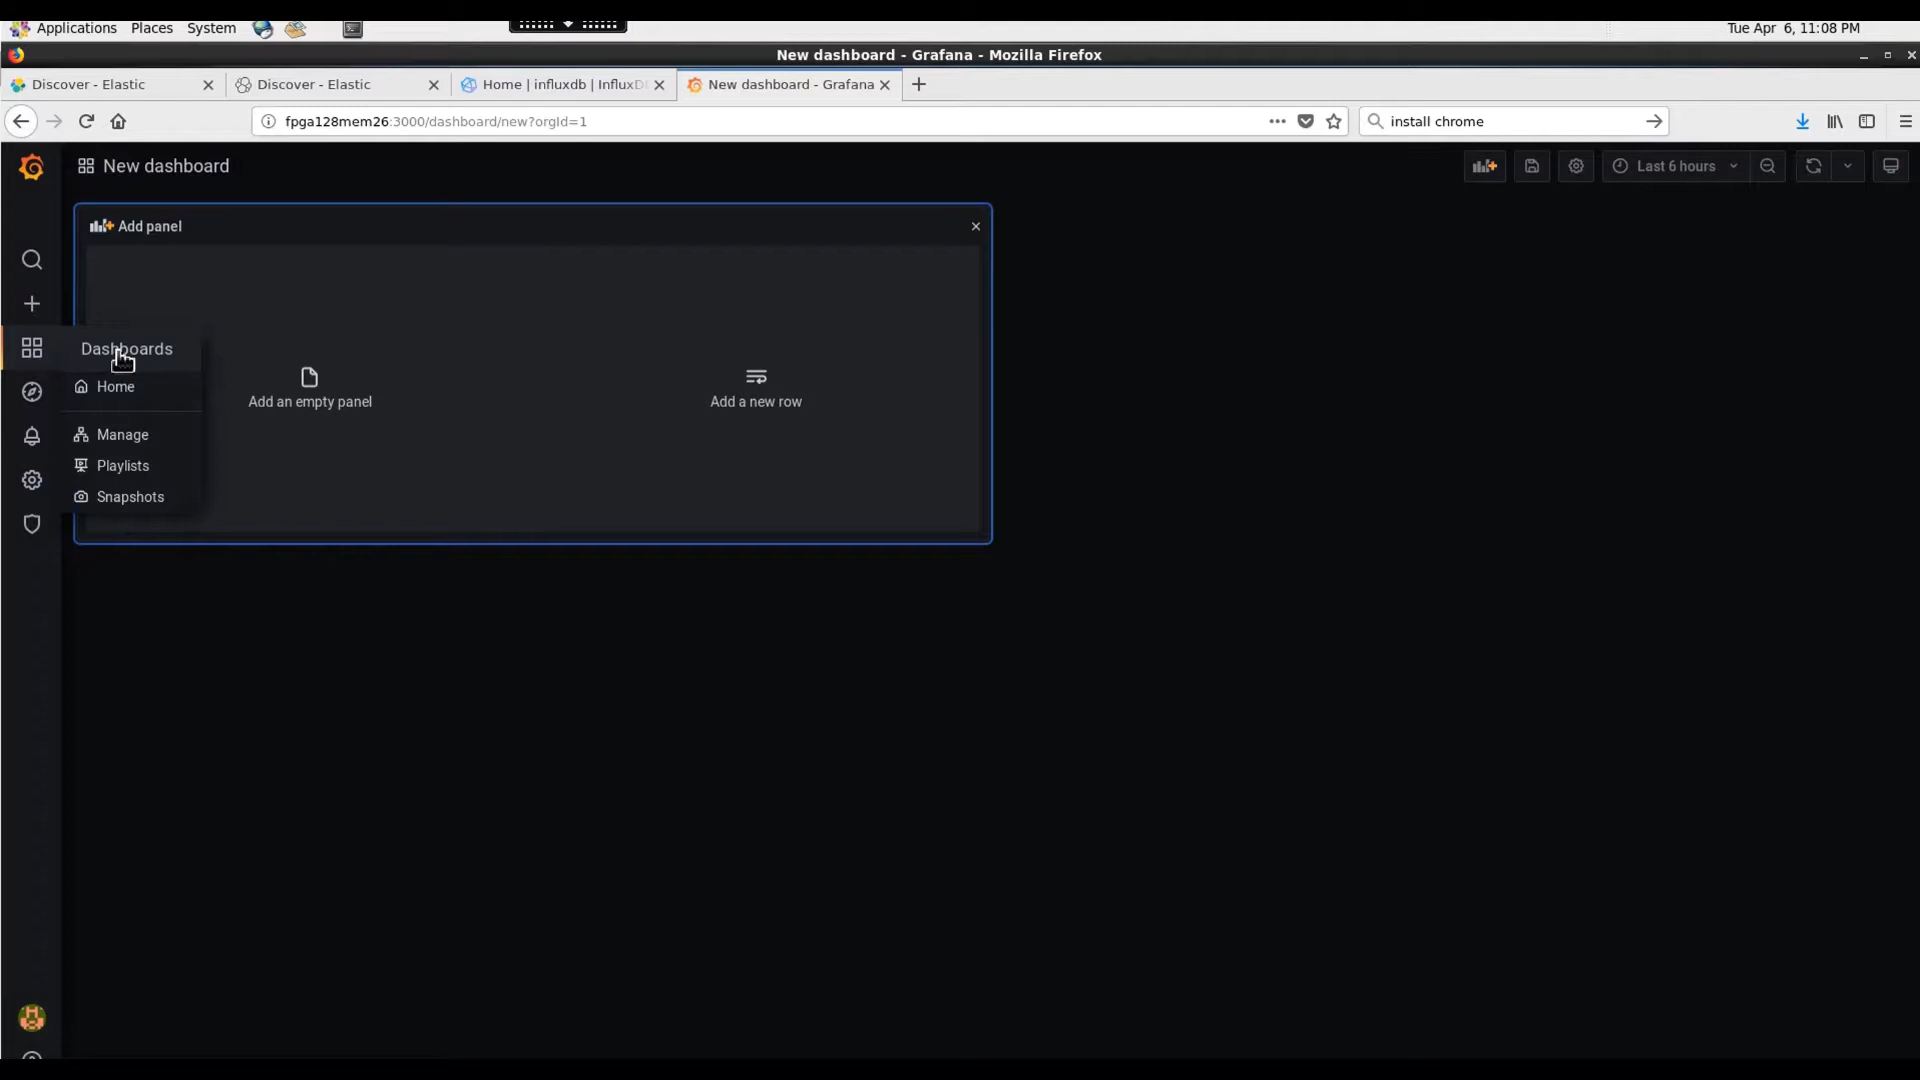 Applications Places System Tue Apr 6, 11:08 PM
New dashboard - Grafana - Mozilla Firefox
Discover - Elastic Discover - Elastic Home | influxdb | InfluxD New dashboard - Grafana
fpga128mem26:3000/dashboard/new?orgId=1 install chrome
New dashboard Last 6 hours
Add panel
Dashboards
Home
Add an empty panel Add a new row
Manage
Playlists
Snapshots